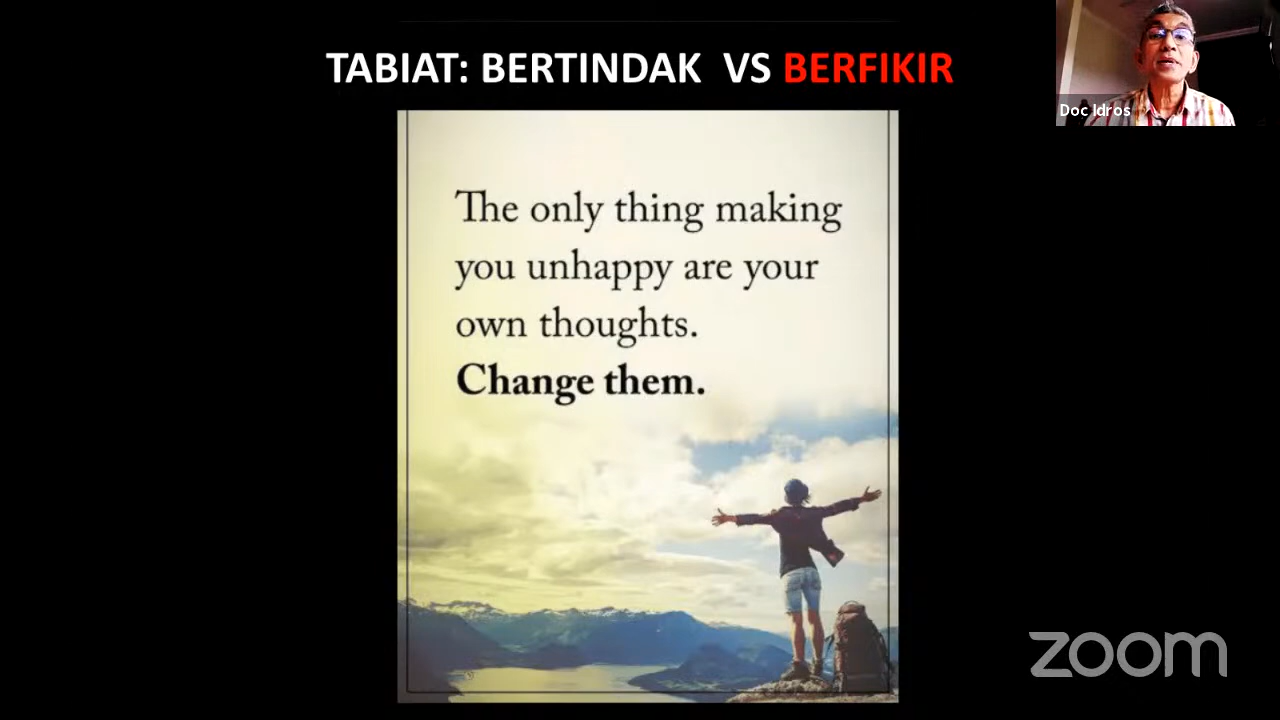 TABIAT: BERTINDAK VS BERFIKIR
Doc Idros
The only thing making
you unhappy are your
own thoughts.
Change them.
zoom